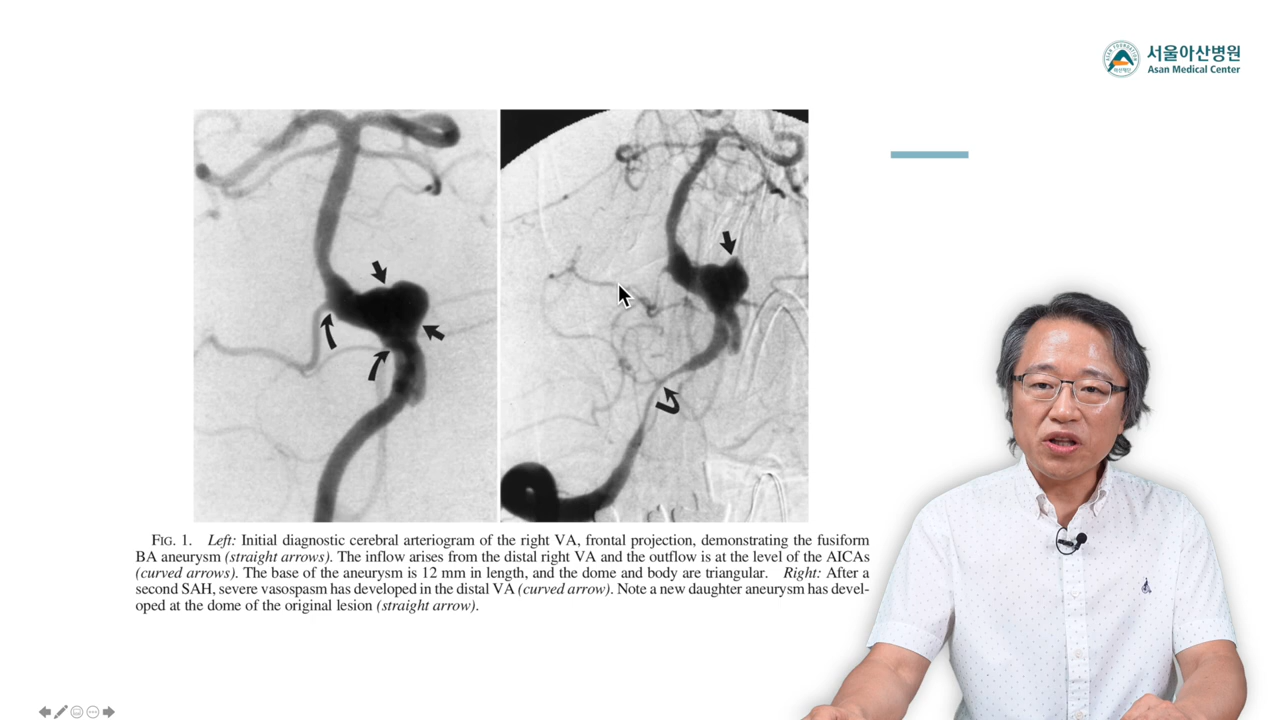 서울아산병원
Asan Medical Center
FIG. 1. Left: Initial diagnostic cerebral arteriogram of the right VA, frontal projection, demonstrating the fusiform
BA aneurysm (straight arrows). The inflow arises from the distal right VA and the outflow is at the level of the AICAs
(curved arrows). The base of the aneurysm is 12 mm in length, and the dome and body are triangular. Right: After a
second SAH, severe vasospasm has developed in the distal VA (curved arrow). Note a new daughter aneurysm has devel-
oped at the dome of the original lesion (straight arrow).